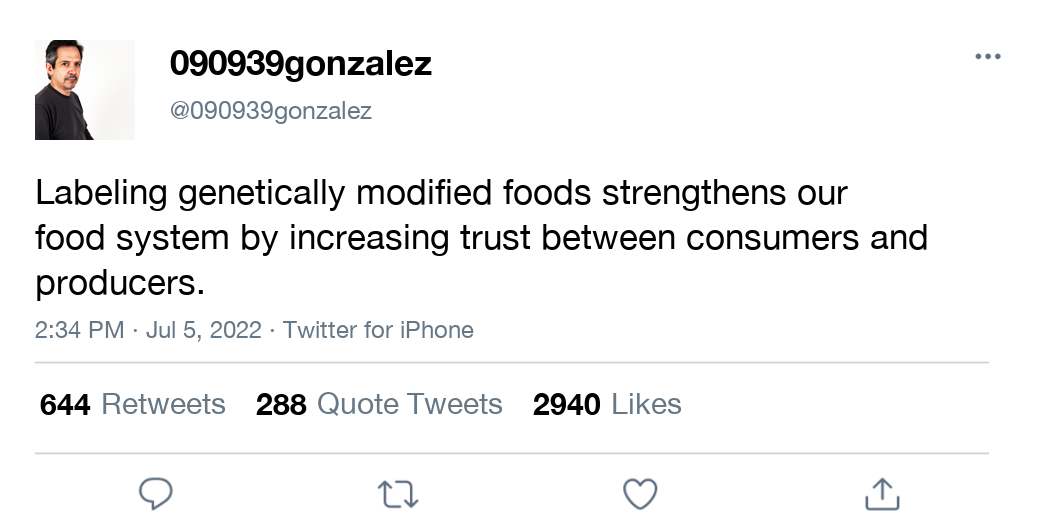 090939gonzalez
@090939gonzalez
Labeling genetically modified foods strengthens our
food system by increasing trust between consumers and
producers.
2:34 PM · Jul 5, 2022 · Twitter for iPhone
644 Retweets 288 Quote Tweets 2940 Likes